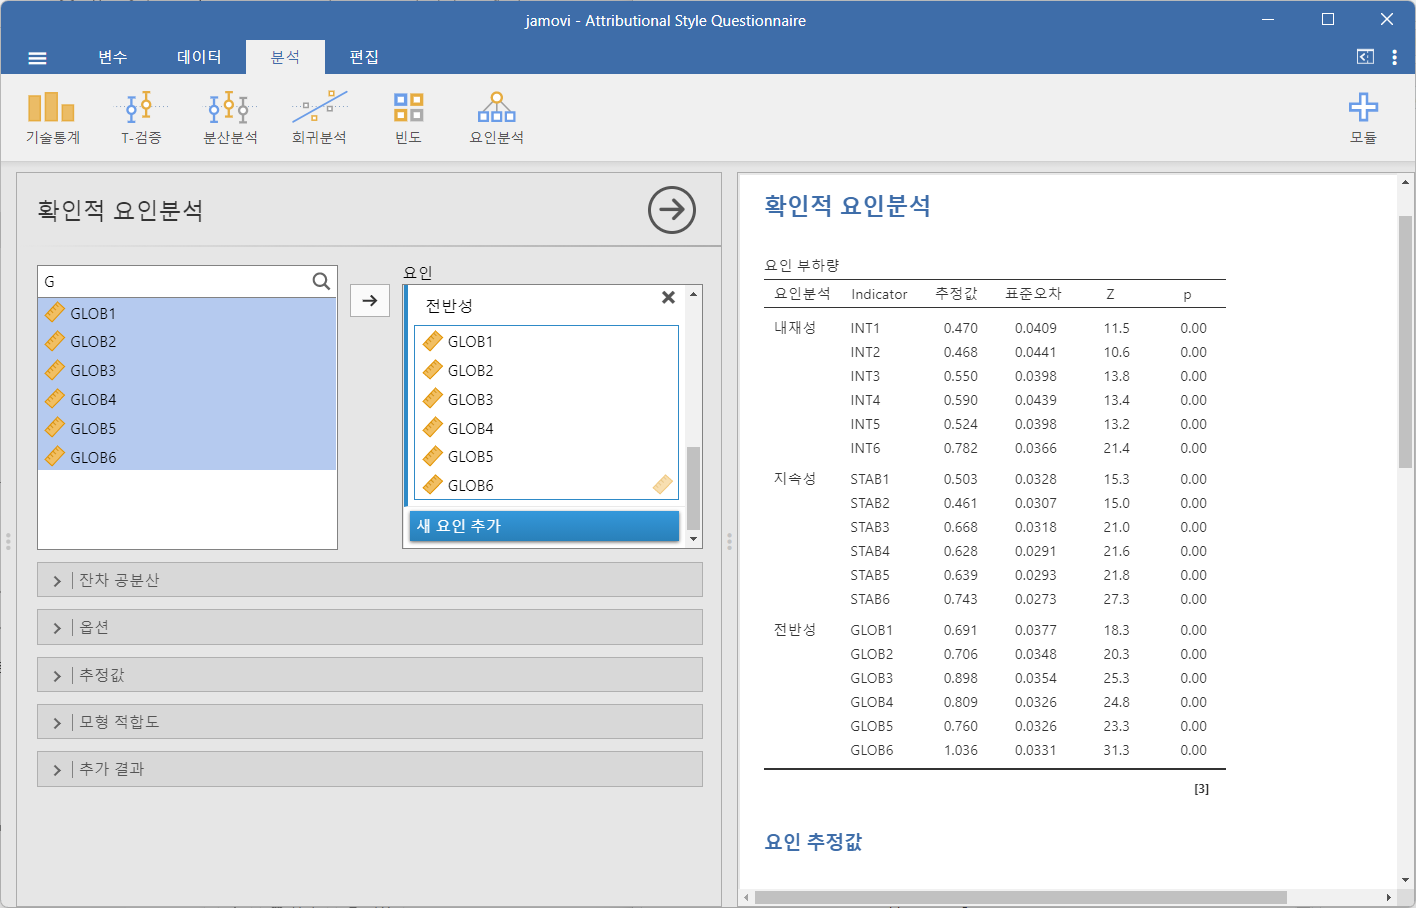 jamovi - Attributional Style Questionnaire
변수 데이터 분석 편집
기술통계 T-검증 분산분석 회귀분석 빈도 요인분석 모듈
확인적 요인분석
G
GLOB1
GLOB2
GLOB3
GLOB4
GLOB5
GLOB6
요인
전반성
GLOB1
GLOB2
GLOB3
GLOB4
GLOB5
GLOB6
새 요인 추가
잔차 공분산
옵션
추정값
모형 적합도
추가 결과
확인적 요인분석
요인 부하량
요인분석 Indicator 추정값 표준오차 Z p
내재성 INT1 0.470 0.0409 11.5 0.00
INT2 0.468 0.0441 10.6 0.00
INT3 0.550 0.0398 13.8 0.00
INT4 0.590 0.0439 13.4 0.00
INT5 0.524 0.0398 13.2 0.00
INT6 0.782 0.0366 21.4 0.00
지속성 STAB1 0.503 0.0328 15.3 0.00
STAB2 0.461 0.0307 15.0 0.00
STAB3 0.668 0.0318 21.0 0.00
STAB4 0.628 0.0291 21.6 0.00
STAB5 0.639 0.0293 21.8 0.00
STAB6 0.743 0.0273 27.3 0.00
전반성 GLOB1 0.691 0.0377 18.3 0.00
GLOB2 0.706 0.0348 20.3 0.00
GLOB3 0.898 0.0354 25.3 0.00
GLOB4 0.809 0.0326 24.8 0.00
GLOB5 0.760 0.0326 23.3 0.00
GLOB6 1.036 0.0331 31.3 0.00
[3]
요인 추정값